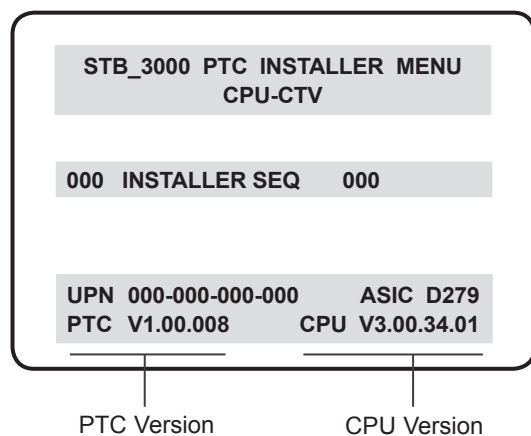 STB_3000 PTC INSTALLER MENU
CPU-CTV
000 INSTALLER SEQ 000
UPN 000-000-000-000 ASIC D279
PTC V1.00.008 CPU V3.00.34.01
PTC Version CPU Version